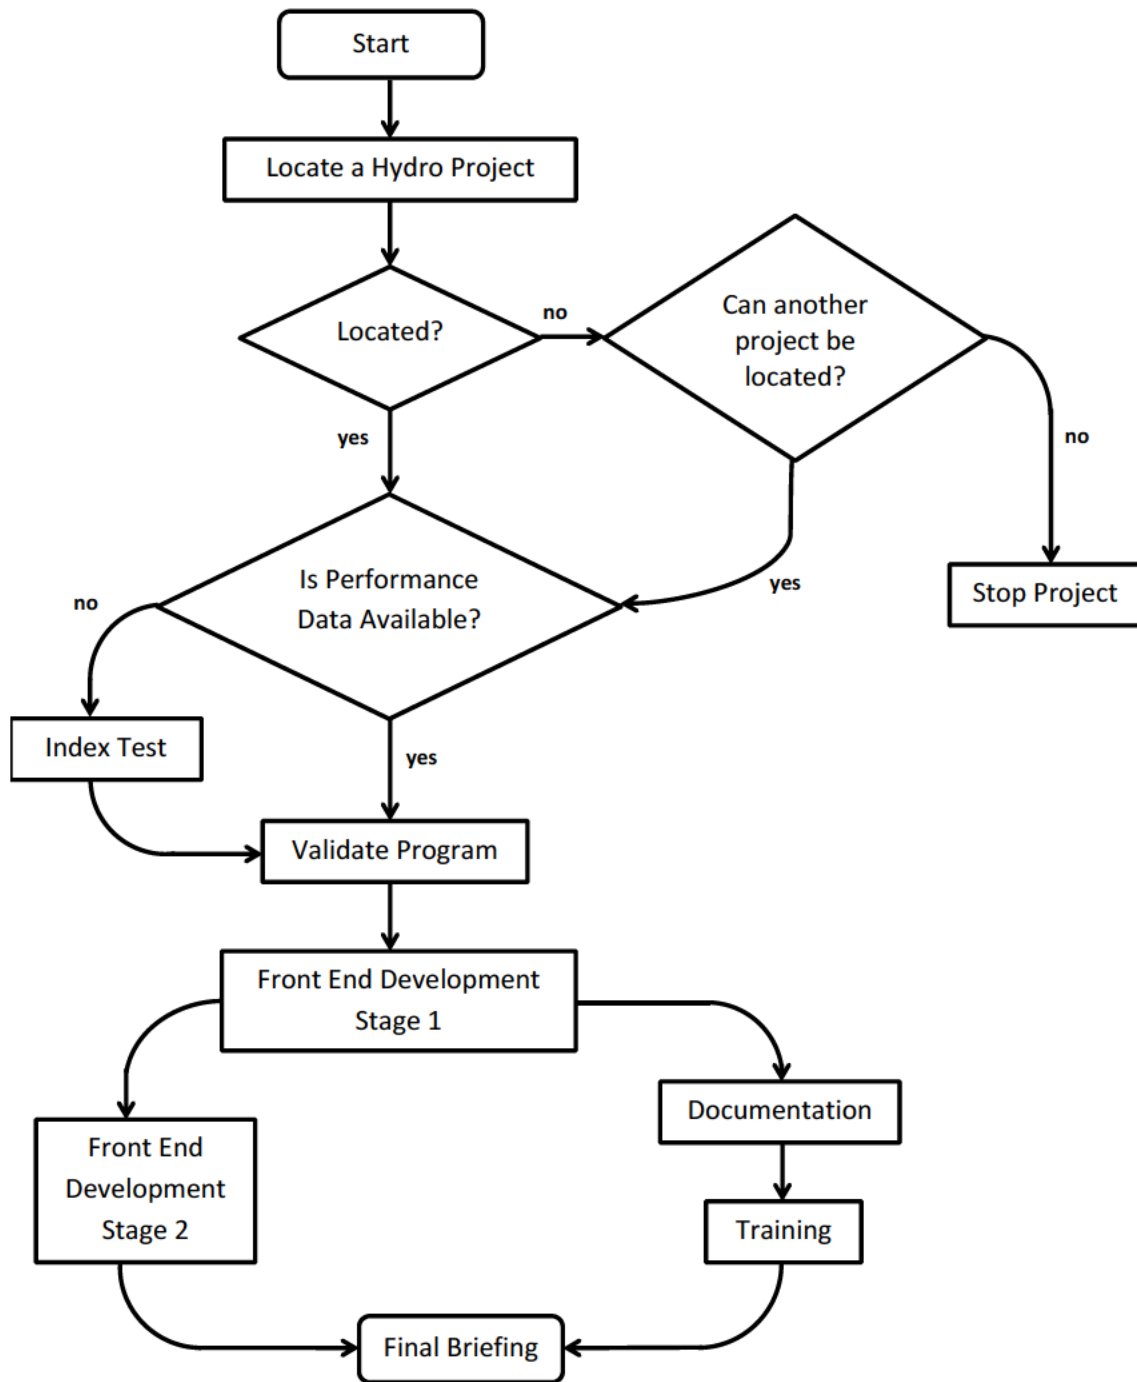 Start
Locate a Hydro Project
Located?
no
Can another
project be
located?
yes
no
Is Performance
Data Available?
yes
no
Stop Project
Index Test
yes
Validate Program
Front End Development
Stage 1
Documentation
Front End
Development
Stage 2
Training
Final Briefing